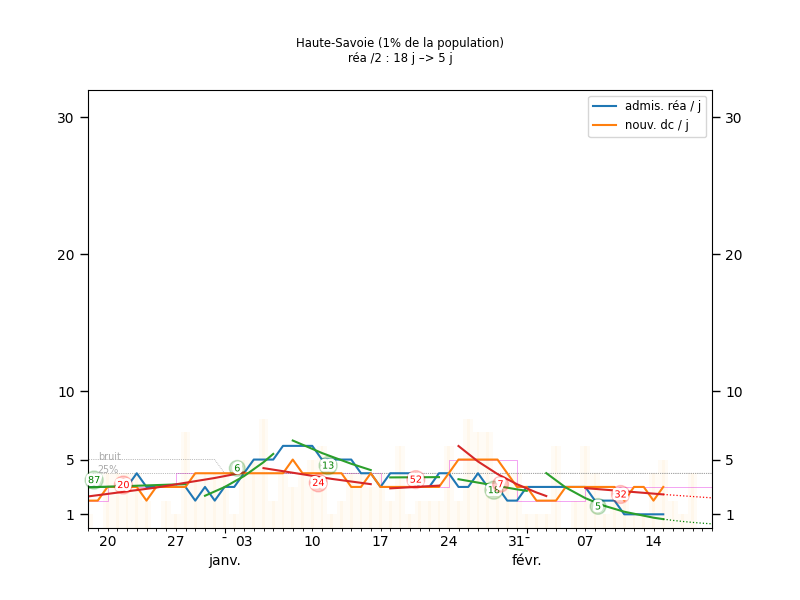 Haute-Savoie (1% de la population)
réa /2 : 18 j –> 5 j
admis. réa / j
nouv. dc / j
30 30
20 20
10 10
5 5
1 1
bruit
25%
87
20
6
24
13
52
18
7
5
32
20 27 - 03 10 17 24 31- 07 14
janv. févr.